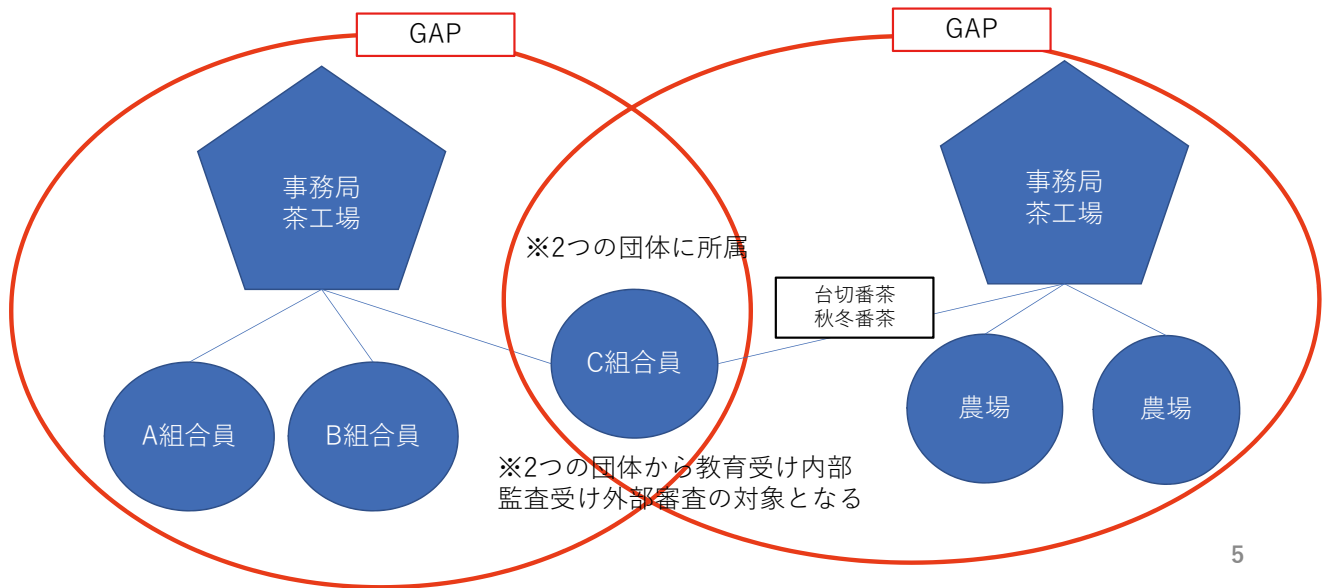 GAP
GAP
事務局
茶工場
事務局
茶工場
※2つの団体に所属
台切番茶
秋冬番茶
C組合員
A組合員
B組合員
農場
農場
※2つの団体から教育受け内部
監査受け外部審査の対象となる
5